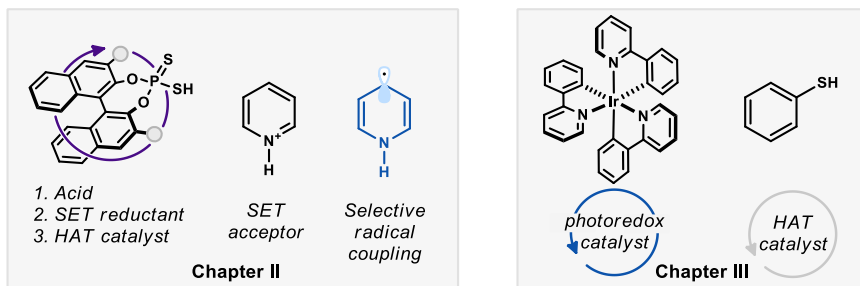 S
O
P
SH
O
N+
H
N
H
1. Acid
2. SET reductant
3. HAT catalyst
SET
acceptor
Selective
radical
coupling
Chapter II
N
Ir
N
N
SH
photoredox
catalyst
HAT
catalyst
Chapter III